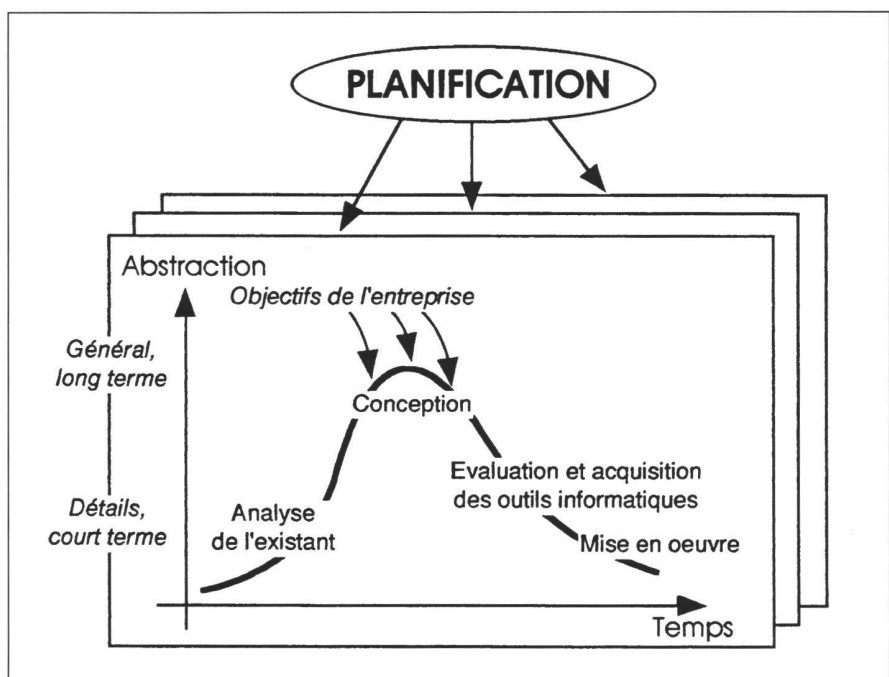 PLANIFICATION
Abstraction
Objectifs de l'entreprise
Général,
long terme
Conception
Evaluation et acquisition
des outils informatiques
Détails,
court terme
Analyse
de l'existant
Mise en oeuvre
Temps